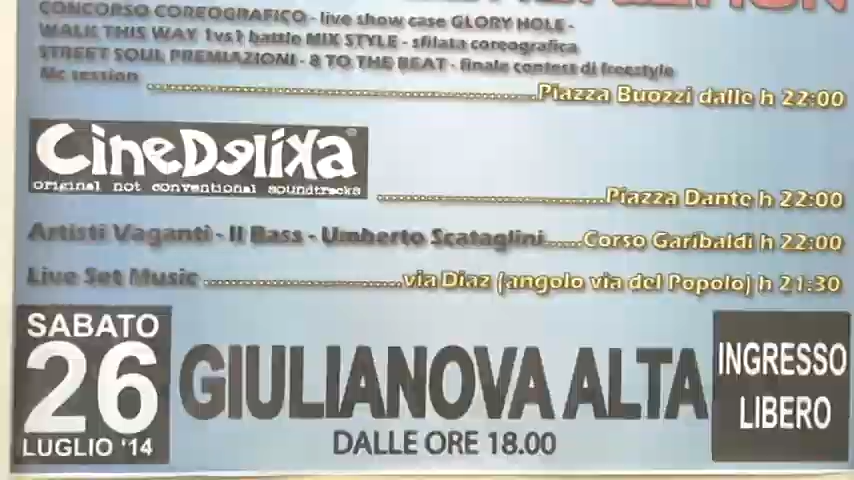 CONCORSO COREOGRAFICO - live show case GLORY HOLE -
WALK THIS WAY 1vs1 battle MIX STYLE - sfilata coreografica
STREET SOUL PREMIAZIONI - 8 TO THE BEAT - finale contest di freestyle
Mc session ..........Piazza Buozzi dalle h 22:00
CineDelixa®
original not conventional soundtracks
..........Piazza Dante h 22:00
Artisti Vaganti - Il Bass - Umberto Scataglini......Corso Garibaldi h 22:00
Live Set Music ..........via Diaz (angolo via del Popolo) h 21:30
SABATO
26
LUGLIO '14
GIULIANOVA ALTA
DALLE ORE 18.00
INGRESSO
LIBERO